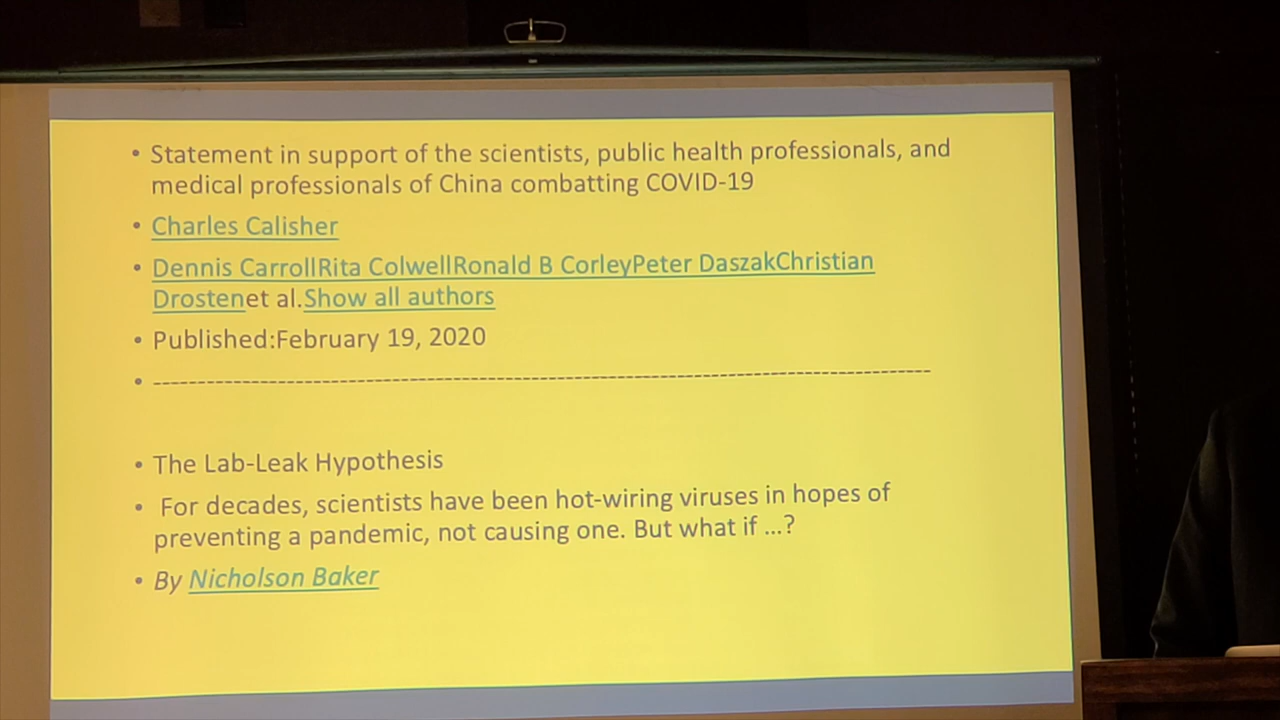 • Statement in support of the scientists, public health professionals, and
medical professionals of China combatting COVID-19
• Charles Calisher
• Dennis CarrollRita ColwellRonald B CorleyPeter DaszakChristian
Drostenet al.Show all authors
• Published:February 19, 2020
• --------------------------------------------------------------------------------------
• The Lab-Leak Hypothesis
• For decades, scientists have been hot-wiring viruses in hopes of
preventing a pandemic, not causing one. But what if ...?
• By Nicholson Baker